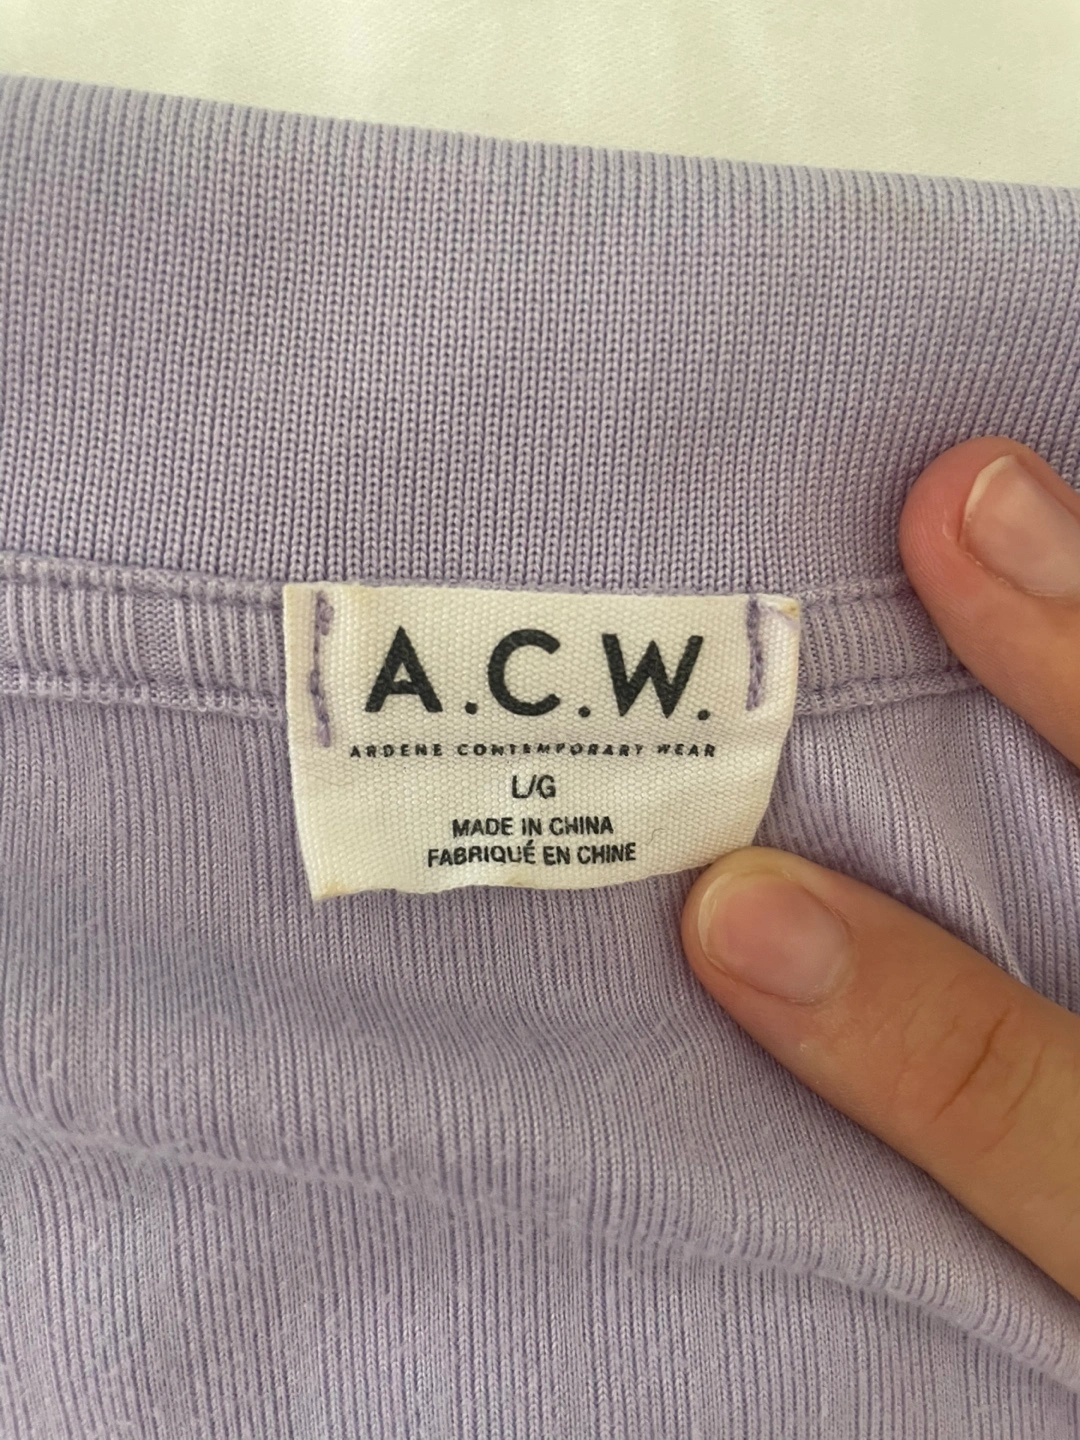 A.C.W.
ARDENE CONTEMPORARY WEAR
L/G
MADE IN CHINA
FABRIQUÉ EN CHINE